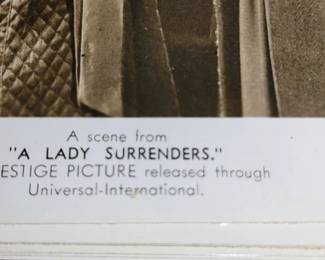 A scene from
"A LADY SURRENDERS."
ESTIGE PICTURE released through
Universal-International.